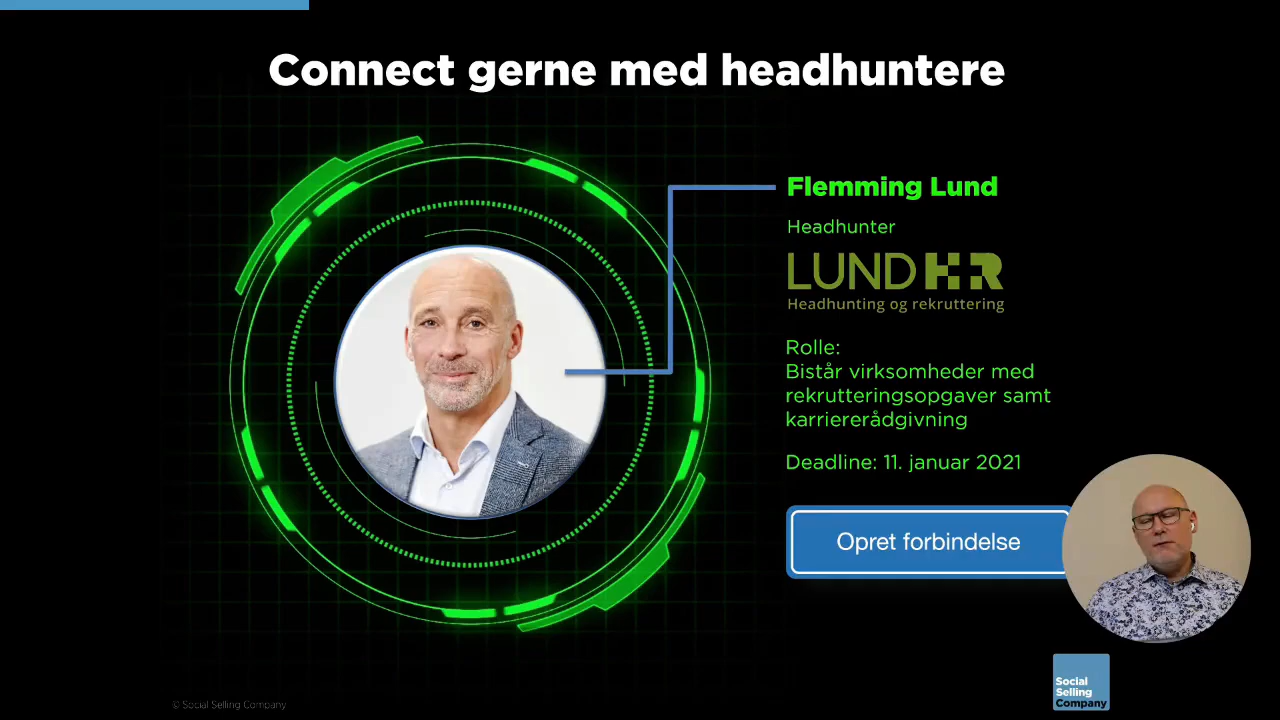 Connect gerne med headhuntere
Flemming Lund
Headhunter
LUND HR
Headhunting og rekruttering
Rolle:
Bistår virksomheder med
rekrutteringsopgaver samt
karriererådgivning
Deadline: 11. januar 2021
Opret forbindelse
Social
Selling
Company
© Social Selling Company